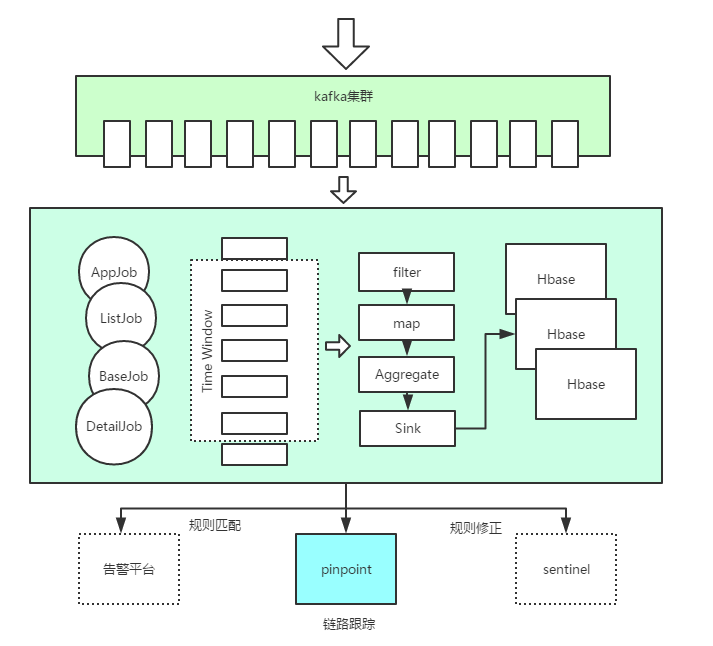 kafka集群
AppJob
ListJob
BaseJob
DetailJob
Time Window
filter
map
Aggregate
Sink
Hbase
Hbase
Hbase
规则匹配
规则修正
告警平台
pinpoint
sentinel
链路跟踪